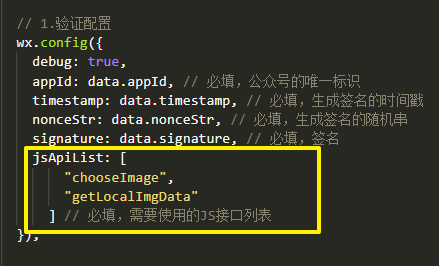 // 1.验证配置
wx.config({
debug: true,
appId: data.appId, // 必填，公众号的唯一标识
timestamp: data.timestamp, // 必填，生成签名的时间戳
nonceStr: data.nonceStr, // 必填，生成签名的随机串
signature: data.signature, // 必填，签名
jsApiList: [
"chooseImage",
"getLocalImgData"
] // 必填，需要使用的JS接口列表
});